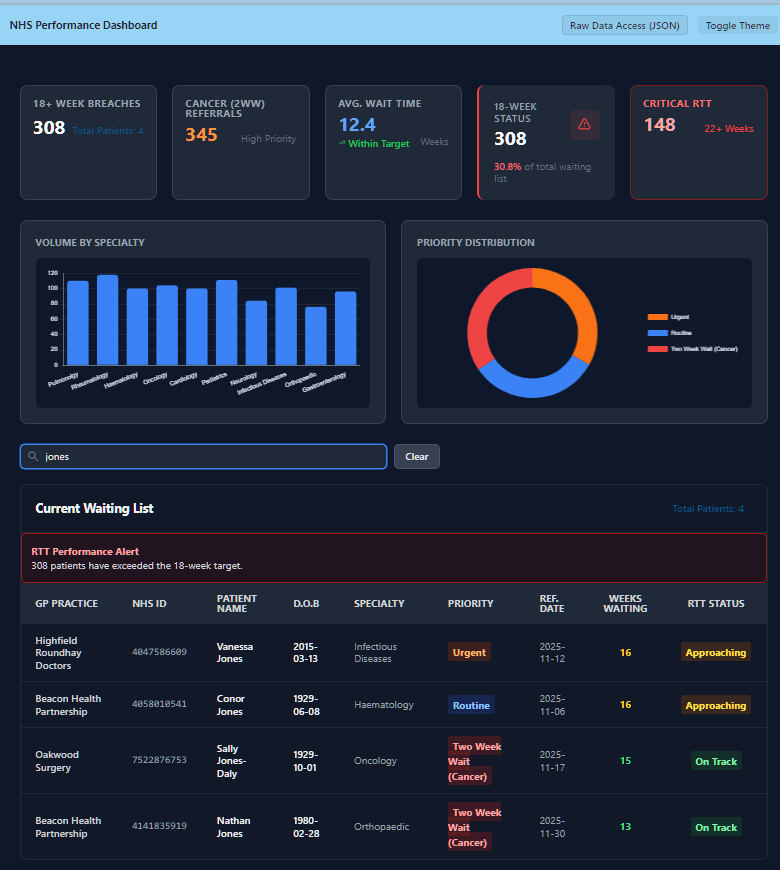 NHS Performance Dashboard
Raw Data Access (JSON)
Toggle Theme
18+ WEEK BREACHES
308 Total Patients: 4
CANCER (2WW)
REFERRALS
345 High Priority
AVG. WAIT TIME
12.4
Within Target
Weeks
18-WEEK
STATUS
308
30.8% of total waiting
list
CRITICAL RTT
148 22+ Weeks
VOLUME BY SPECIALTY
120
100
80
60
40
20
0
Pulmonolgy
Rheumatology
Haematology
Oncology
Cardiology
Pediatrics
Neurology
Infectious Diseases
Orthopaedic
Gastroenterology
PRIORITY DISTRIBUTION
Urgent
Routine
Two Week Wait (Cancer)
jones
Clear
Current Waiting List
Total Patients: 4
RTT Performance Alert
308 patients have exceeded the 18-week target.
GP PRACTICE NHS ID PATIENT NAME D.O.B SPECIALTY PRIORITY REF. DATE WEEKS WAITING RTT STATUS
Highfield Roundhay Doctors 4047586609 Vanessa Jones 2015-03-13 Infectious Diseases Urgent 2025-11-12 16 Approaching
Beacon Health Partnership 4058010541 Conor Jones 1929-06-08 Haematology Routine 2025-11-06 16 Approaching
Oakwood Surgery 7522876753 Sally Jones-Daly 1929-10-01 Oncology Two Week Wait (Cancer) 2025-11-17 15 On Track
Beacon Health Partnership 4141835919 Nathan Jones 1980-02-28 Orthopaedic Two Week Wait (Cancer) 2025-11-30 13 On Track